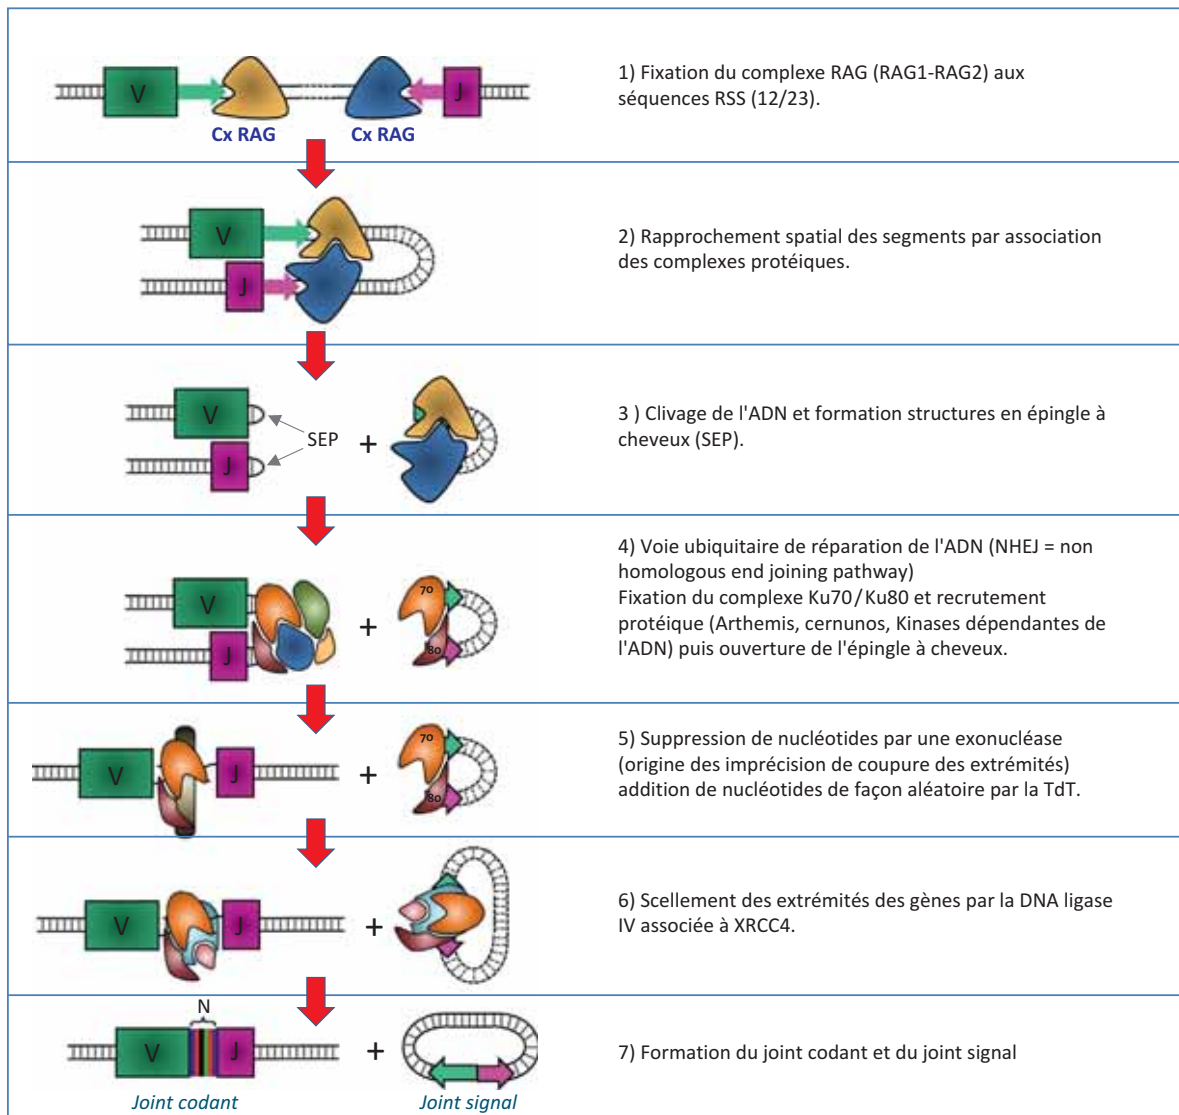 V
J
Cx RAG
Cx RAG
1) Fixation du complexe RAG (RAG1-RAG2) aux
séquences RSS (12/23).
V
J
2) Rapprochement spatial des segments par association
des complexes protéiques.
V
J
SEP
+
3 ) Clivage de l'ADN et formation structures en épingle à
cheveux (SEP).
V
J
+
70
80
4) Voie ubiquitaire de réparation de l'ADN (NHEJ = non
homologous end joining pathway)
Fixation du complexe Ku70/Ku80 et recrutement
protéique (Arthemis, cernunos, Kinases dépendantes de
l'ADN) puis ouverture de l'épingle à cheveux.
V
J
+
70
80
5) Suppression de nucléotides par une exonucléase
(origine des imprécision de coupure des extrémités)
addition de nucléotides de façon aléatoire par la TdT.
V
J
+
6) Scellement des extrémités des gènes par la DNA ligase
IV associée à XRCC4.
N
V
J
+
Joint codant
Joint signal
7) Formation du joint codant et du joint signal